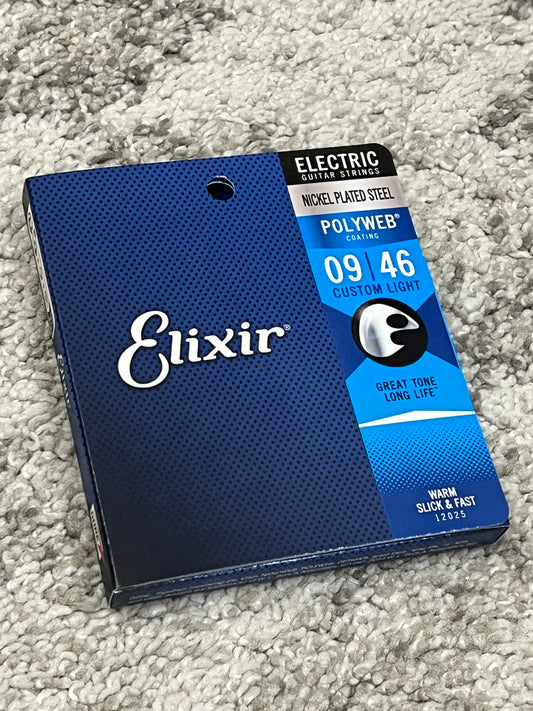 ELECTRIC
GUITAR STRINGS
NICKEL PLATED STEEL
POLYWEB®
COATING
09 | 46
CUSTOM LIGHT
Elixir®
GREAT TONE
LONG LIFE™
WARM
SLICK & FAST
12025